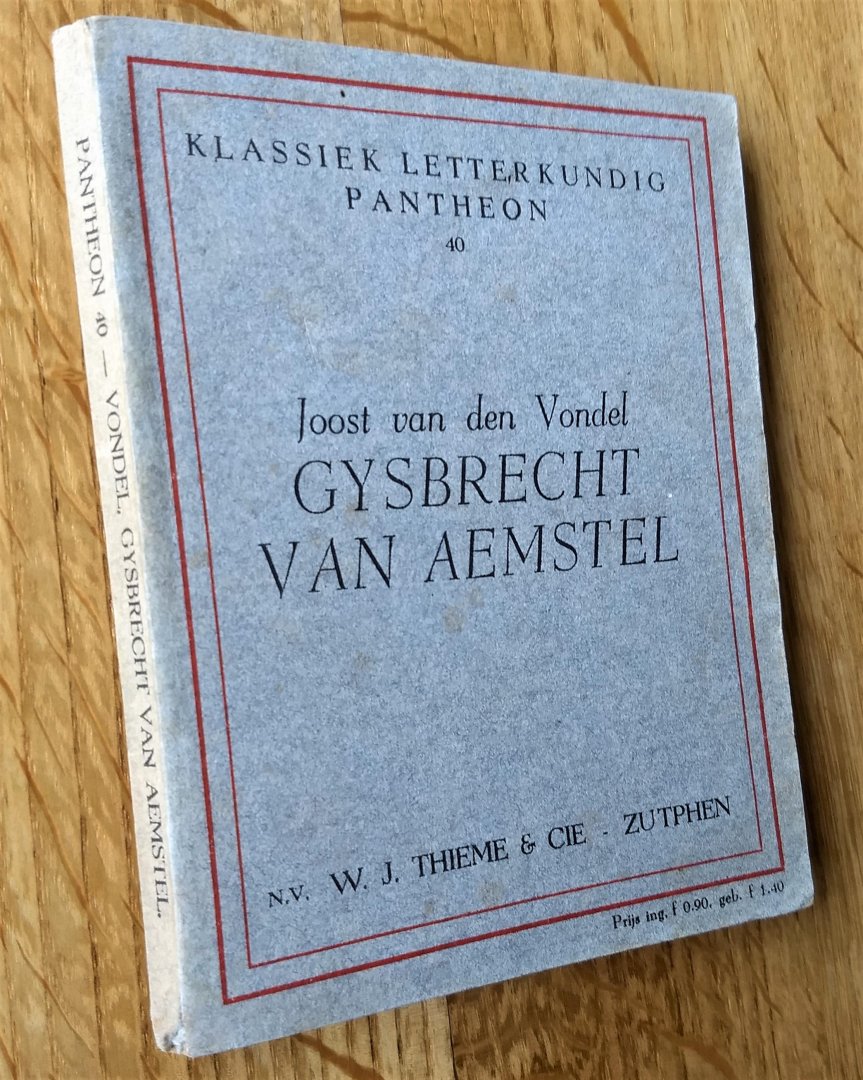 KLASSIEK LETTERKUNDIG
PANTHEON
40
Joost van den Vondel
GYSBRECHT
VAN AEMSTEL
N.V. W. J. THIEME & CIE - ZUTPHEN
Prijs ing. f 0.90. geb. f 1.40
PANTHEON 40 — VONDEL, GYSBRECHT VAN AEMSTEL.